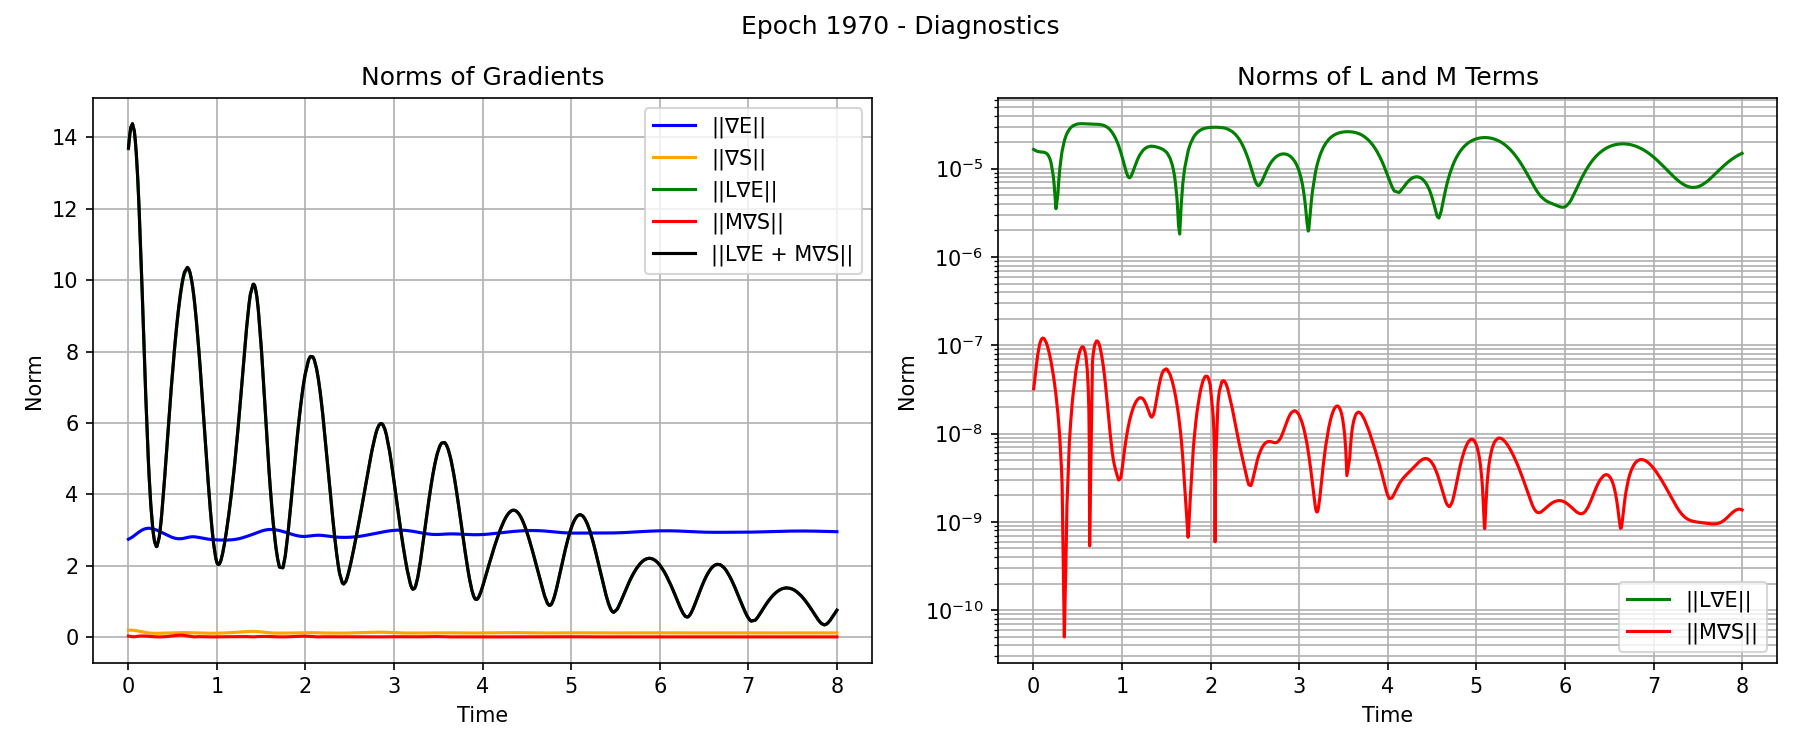 Epoch 1970 - Diagnostics
Norms of Gradients
Norm
14
12
10
8
6
4
2
0
||∇E||
||∇S||
||L∇E||
||M∇S||
||L∇E + M∇S||
0 1 2 3 4 5 6 7 8
Time
Norms of L and M Terms
Norm
10⁻⁵
10⁻⁶
10⁻⁷
10⁻⁸
10⁻⁹
10⁻¹⁰
||L∇E||
||M∇S||
0 1 2 3 4 5 6 7 8
Time